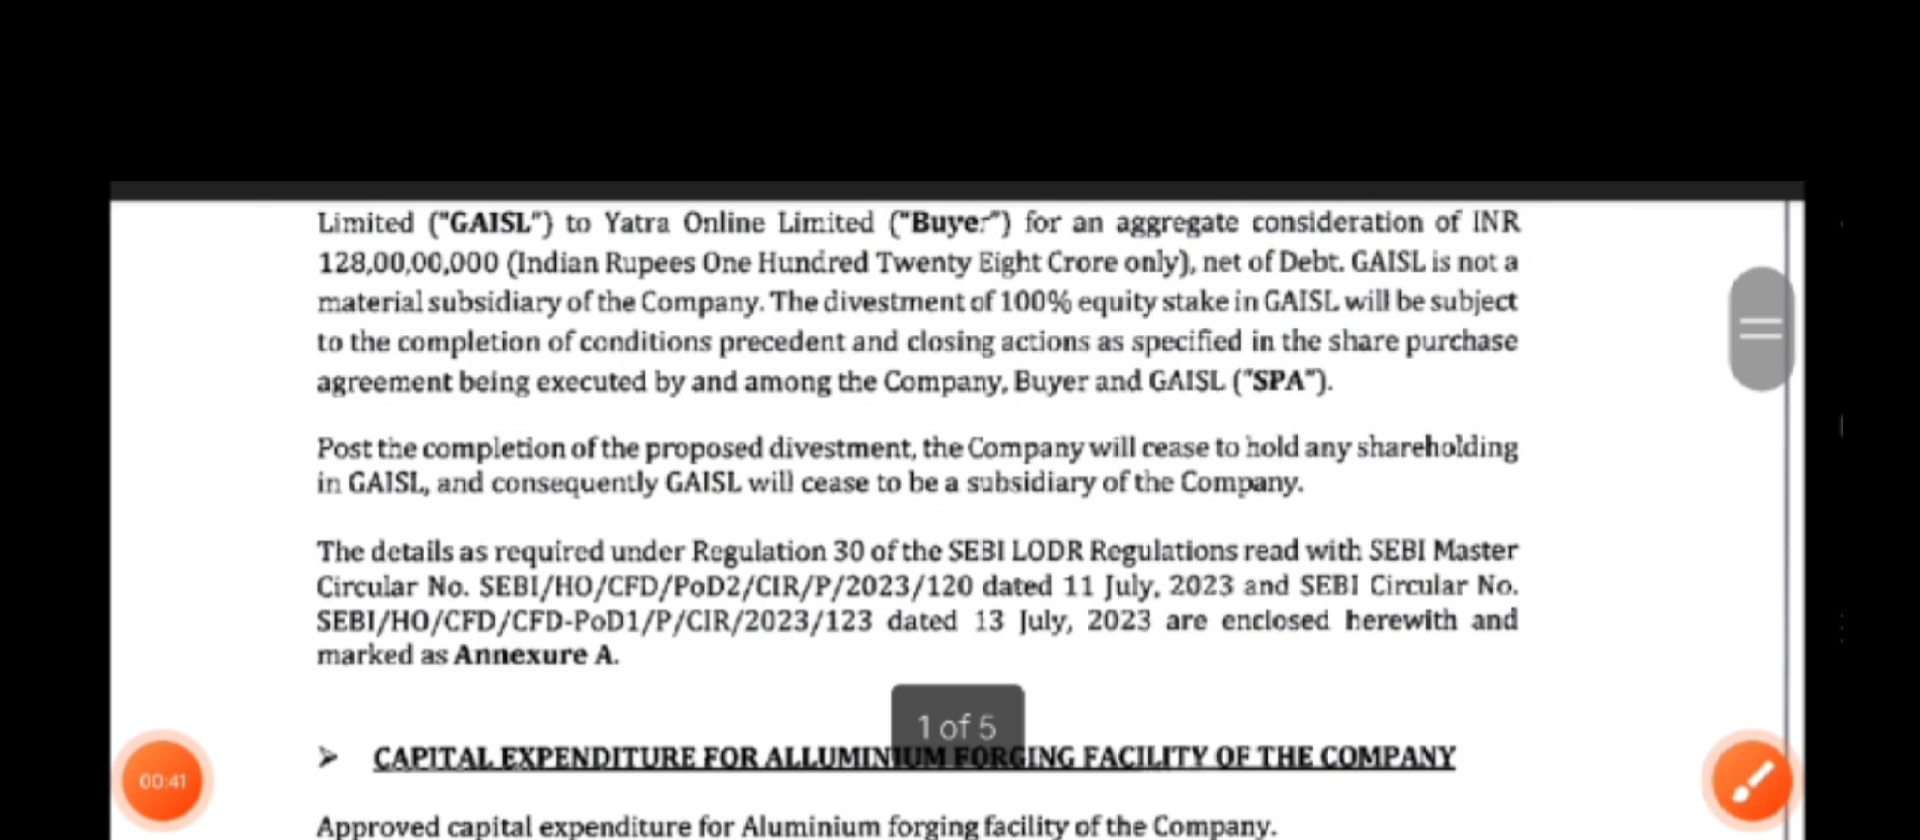 Limited ("GAISL") to Yatra Online Limited ("Buyer") for an aggregate consideration of INR
128,00,00,000 (Indian Rupees One Hundred Twenty Eight Crore only), net of Debt. GAISL is not a
material subsidiary of the Company. The divestment of 100% equity stake in GAISL will be subject
to the completion of conditions precedent and closing actions as specified in the share purchase
agreement being executed by and among the Company, Buyer and GAISL ("SPA").
Post the completion of the proposed divestment, the Company will cease to hold any shareholding
in GAISL, and consequently GAISL will cease to be a subsidiary of the Company.
The details as required under Regulation 30 of the SEBI LODR Regulations read with SEBI Master
Circular No. SEBI/HO/CFD/PoD2/CIR/P/2023/120 dated 11 July, 2023 and SEBI Circular No.
SEBI/HO/CFD/CFD-PoD1/P/CIR/2023/123 dated 13 July, 2023 are enclosed herewith and
marked as Annexure A.
1 of 5
➢ CAPITAL EXPENDITURE FOR ALLUMINIUM FORGING FACILITY OF THE COMPANY
00:41
Approved capital expenditure for Aluminium forging facility of the Company.